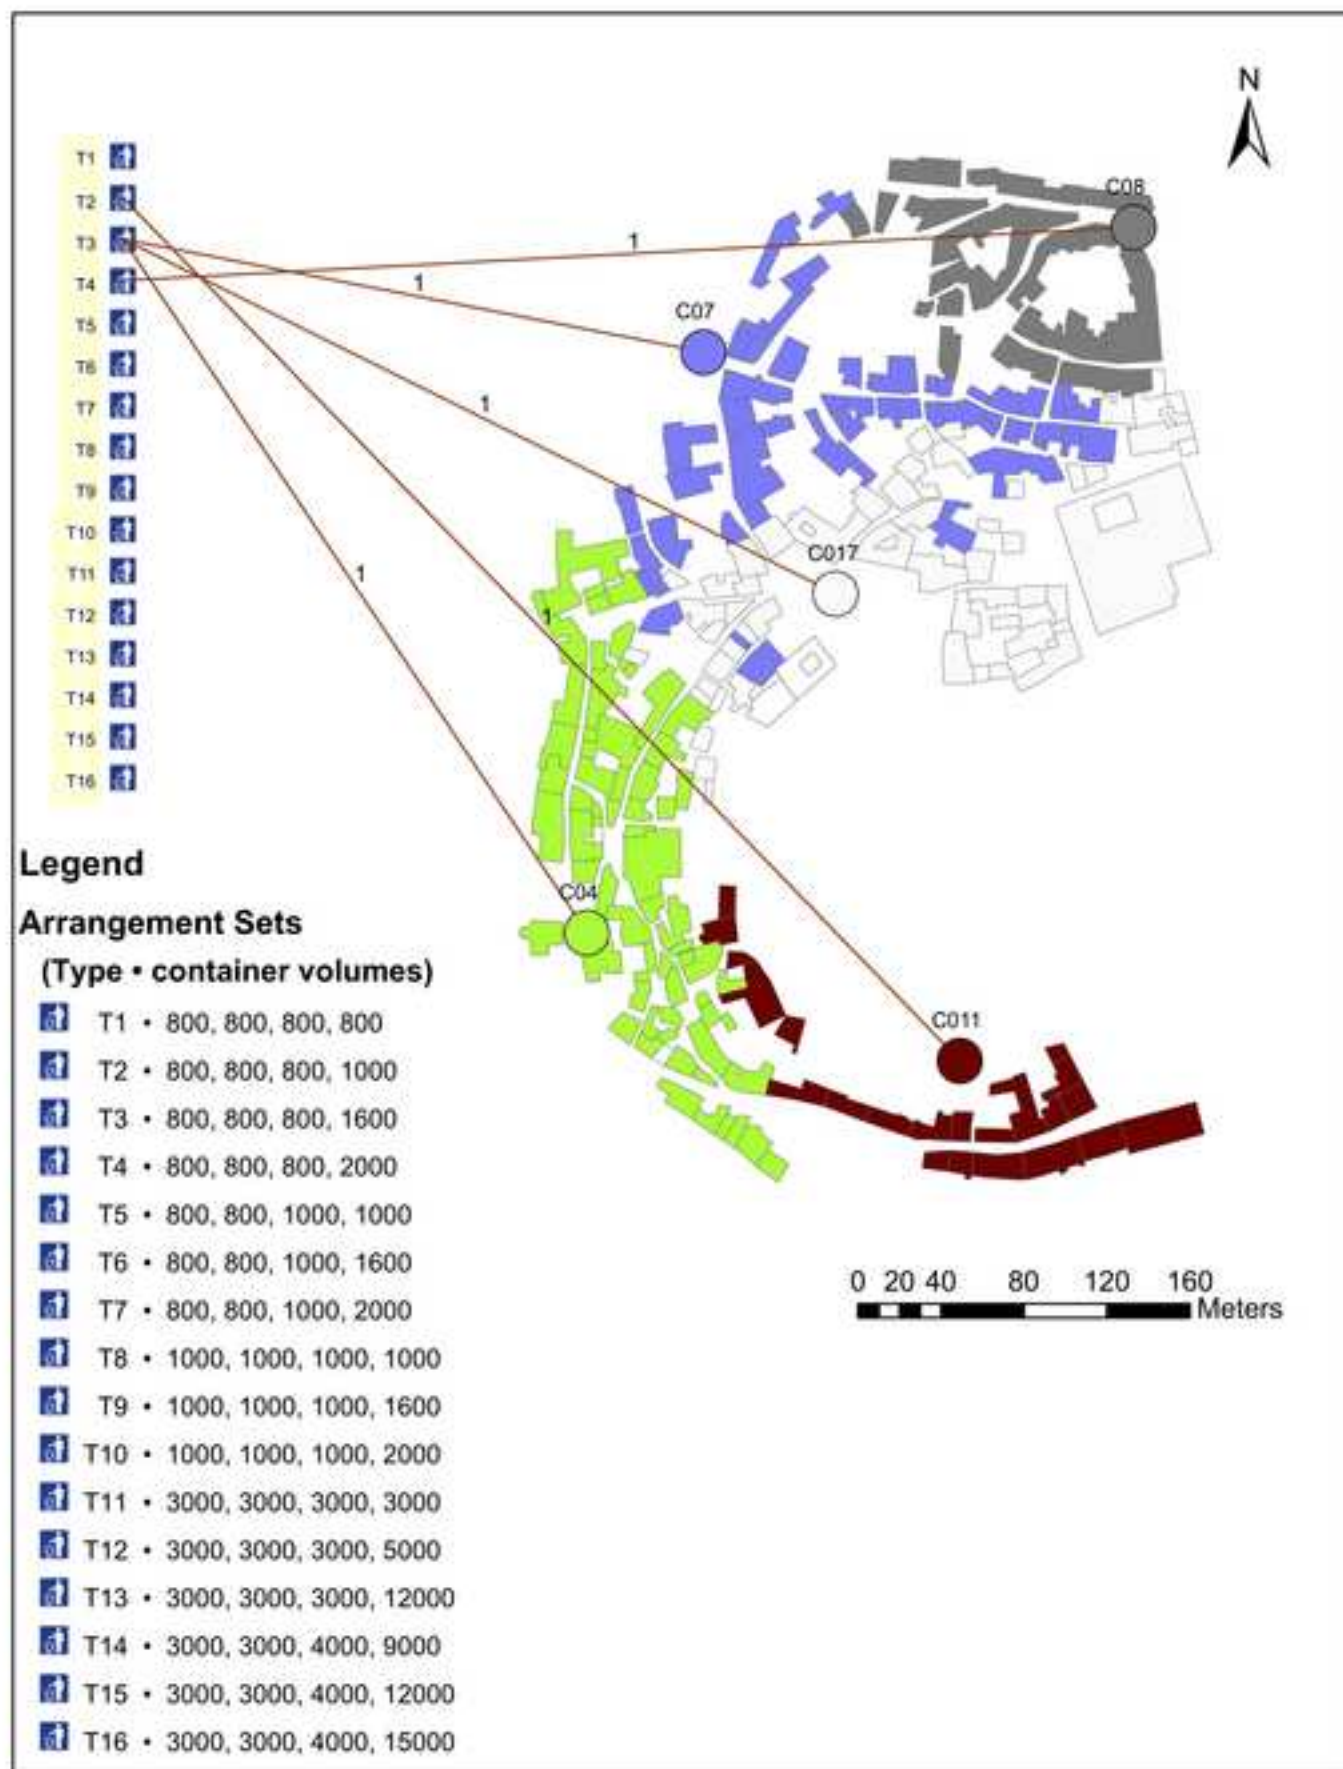 N
T1
T2
T3
T4
T5
T6
T7
T8
T9
T10
T11
T12
T13
T14
T15
T16
C08
1
1
C07
1
C017
1
1
C04
C011
0 20 40 80 120 160
Meters
Legend
Arrangement Sets
(Type • container volumes)
T1 • 800, 800, 800, 800
T2 • 800, 800, 800, 1000
T3 • 800, 800, 800, 1600
T4 • 800, 800, 800, 2000
T5 • 800, 800, 1000, 1000
T6 • 800, 800, 1000, 1600
T7 • 800, 800, 1000, 2000
T8 • 1000, 1000, 1000, 1000
T9 • 1000, 1000, 1000, 1600
T10 • 1000, 1000, 1000, 2000
T11 • 3000, 3000, 3000, 3000
T12 • 3000, 3000, 3000, 5000
T13 • 3000, 3000, 3000, 12000
T14 • 3000, 3000, 4000, 9000
T15 • 3000, 3000, 4000, 12000
T16 • 3000, 3000, 4000, 15000